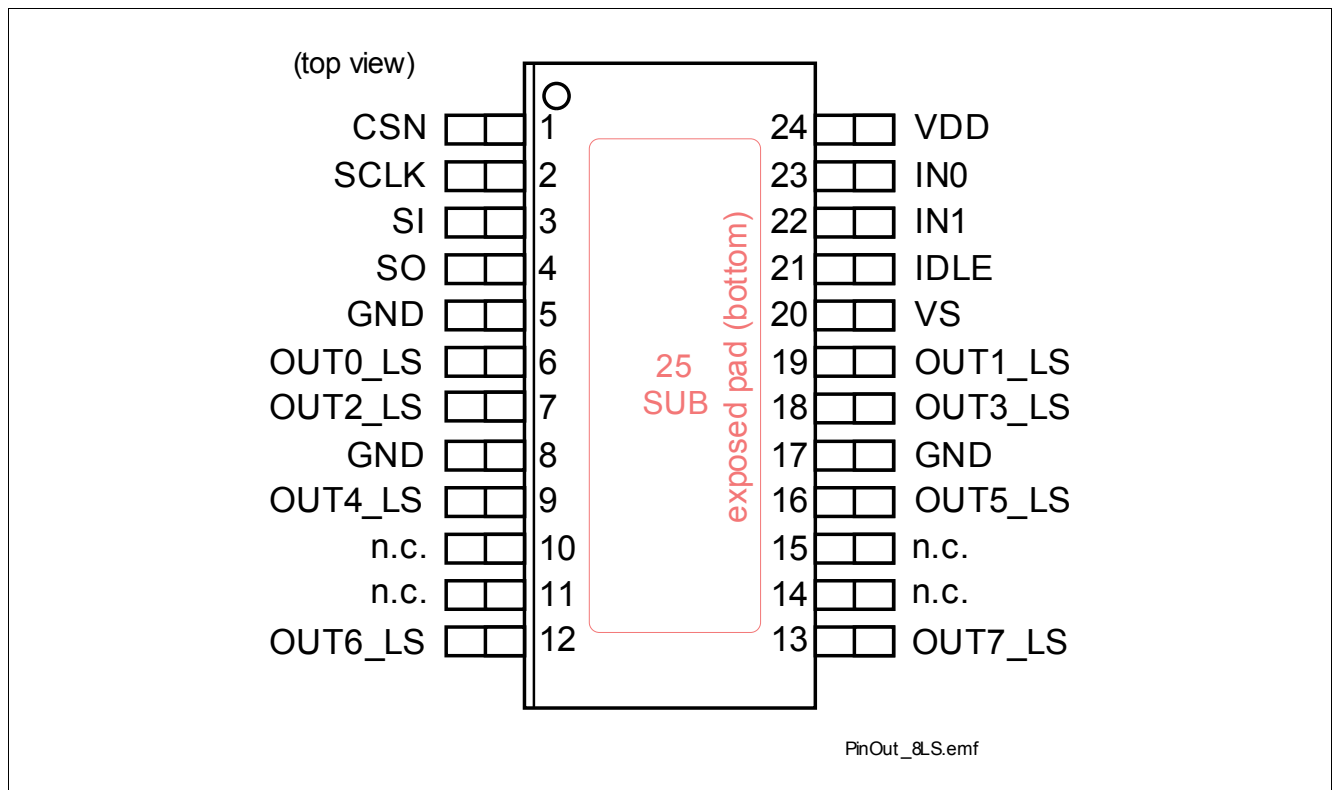 (top view)
CSN 1 24 VDD
SCLK 2 23 IN0
SI 3 22 IN1
SO 4 21 IDLE
GND 5 20 VS
OUT0_LS 6 19 OUT1_LS
OUT2_LS 7 18 OUT3_LS
GND 8 17 GND
OUT4_LS 9 16 OUT5_LS
n.c. 10 15 n.c.
n.c. 11 14 n.c.
OUT6_LS 12 13 OUT7_LS
25
SUB
exposed pad (bottom)
PinOut_8LS.emf